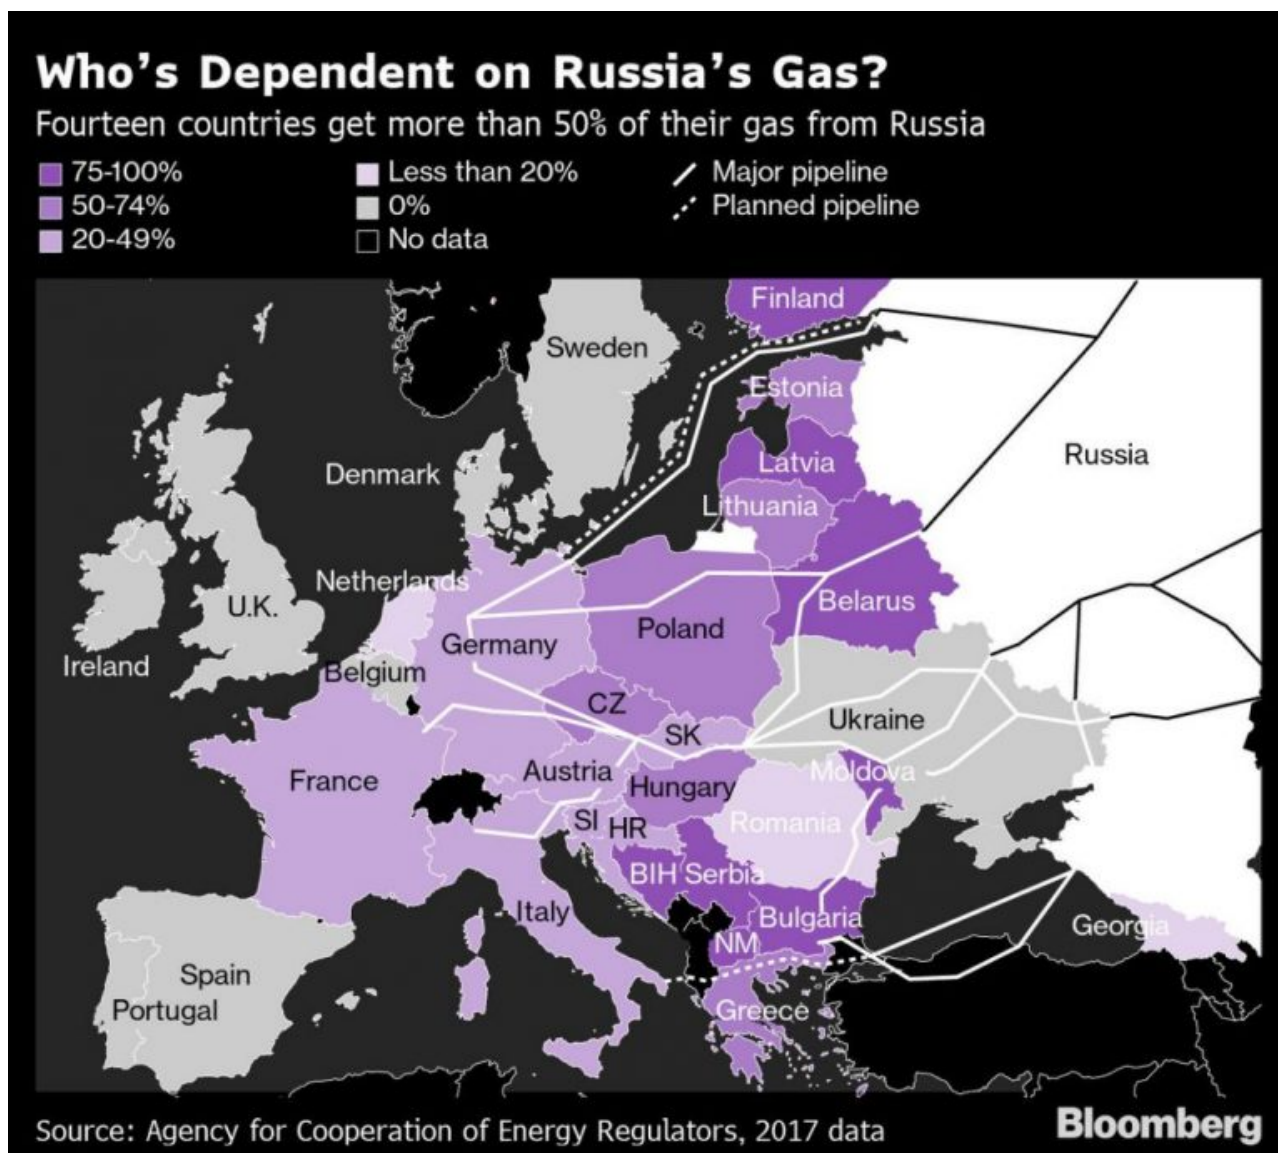 Who's Dependent on Russia's Gas?
Fourteen countries get more than 50% of their gas from Russia
75-100%
Less than 20%
Major pipeline
50-74%
0%
Planned pipeline
20-49%
No data
Finland
Sweden
Estonia
Russia
Latvia
Denmark
Lithuania
Netherlands
Belarus
U.K.
Poland
Germany
Ireland
Belgium
CZ
Ukraine
SK
Austria
Moldova
France
Hungary
SI
HR
Romania
BIH
Serbia
Italy
Bulgaria
Georgia
NM
Spain
Portugal
Greece
Source: Agency for Cooperation of Energy Regulators, 2017 data
Bloomberg